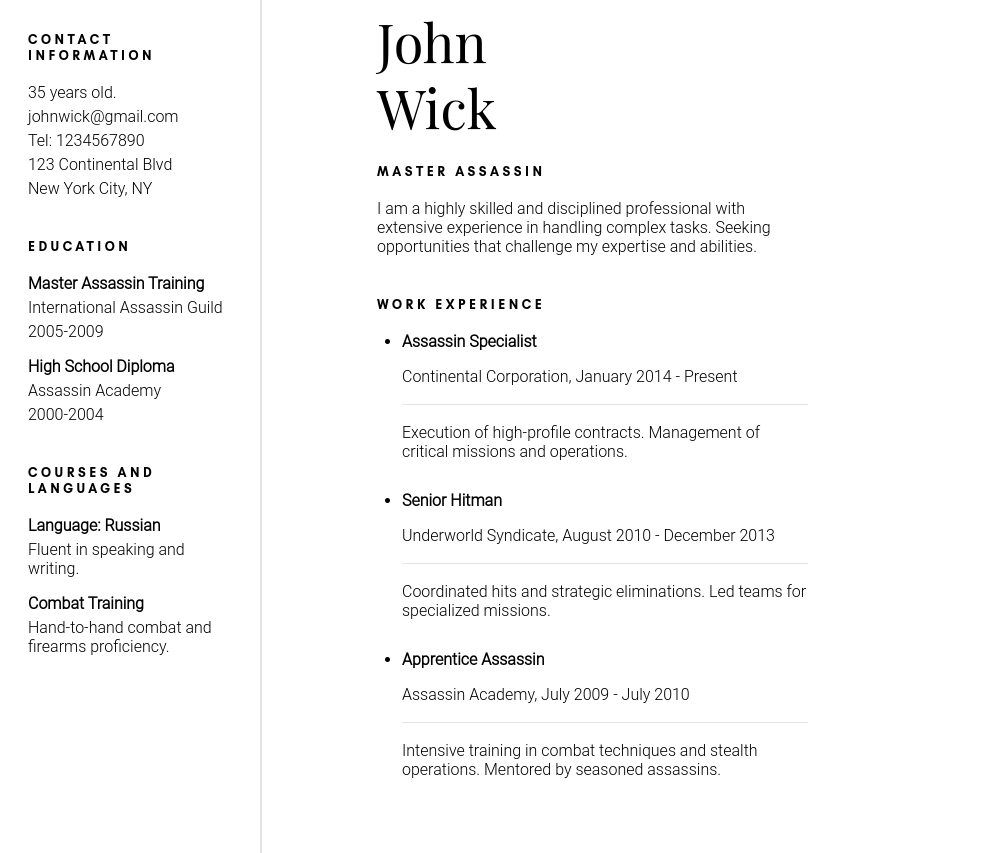 CONTACT
INFORMATION
35 years old.
johnwick@gmail.com
Tel: 1234567890
123 Continental Blvd
New York City, NY
EDUCATION
Master Assassin Training
International Assassin Guild
2005-2009
High School Diploma
Assassin Academy
2000-2004
COURSES AND
LANGUAGES
Language: Russian
Fluent in speaking and
writing.
Combat Training
Hand-to-hand combat and
firearms proficiency.
John
Wick
MASTER ASSASSIN
I am a highly skilled and disciplined professional with
extensive experience in handling complex tasks. Seeking
opportunities that challenge my expertise and abilities.
WORK EXPERIENCE
• Assassin Specialist
Continental Corporation, January 2014 - Present
Execution of high-profile contracts. Management of
critical missions and operations.
• Senior Hitman
Underworld Syndicate, August 2010 - December 2013
Coordinated hits and strategic eliminations. Led teams for
specialized missions.
• Apprentice Assassin
Assassin Academy, July 2009 - July 2010
Intensive training in combat techniques and stealth
operations. Mentored by seasoned assassins.